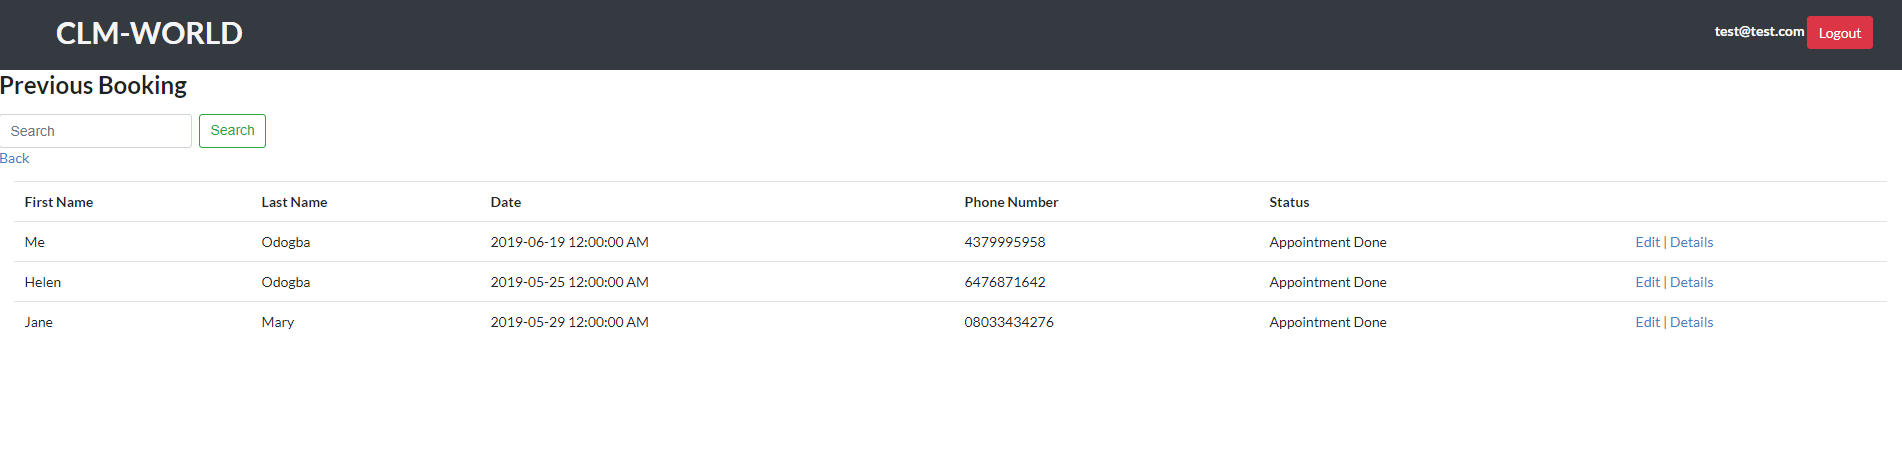 CLM-WORLD
test@test.com Logout
Previous Booking
Search Search
Back
First Name Last Name Date Phone Number Status
Me Odogba 2019-06-19 12:00:00 AM 4379995958 Appointment Done Edit | Details
Helen Odogba 2019-05-25 12:00:00 AM 6476871642 Appointment Done Edit | Details
Jane Mary 2019-05-29 12:00:00 AM 08033434276 Appointment Done Edit | Details